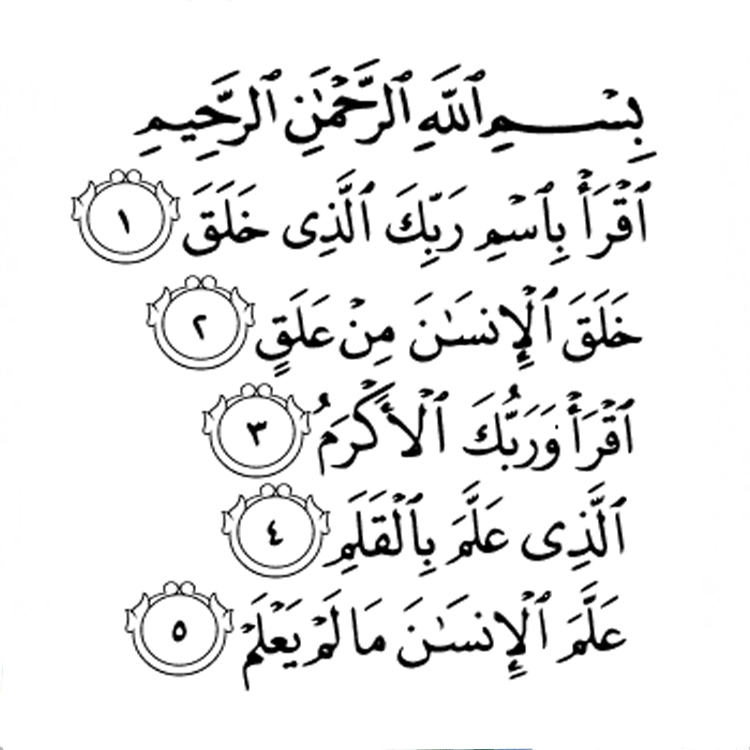 بِسْمِ ٱللَّهِ ٱلرَّحْمَٰنِ ٱلرَّحِيمِ
ٱقْرَأْ بِٱسْمِ رَبِّكَ ٱلَّذِى خَلَقَ ١
خَلَقَ ٱلْإِنسَٰنَ مِنْ عَلَقٍ ٢
ٱقْرَأْ وَرَبُّكَ ٱلْأَكْرَمُ ٣
ٱلَّذِى عَلَّمَ بِٱلْقَلَمِ ٤
عَلَّمَ ٱلْإِنسَٰنَ مَا لَمْ يَعْلَمْ ٥